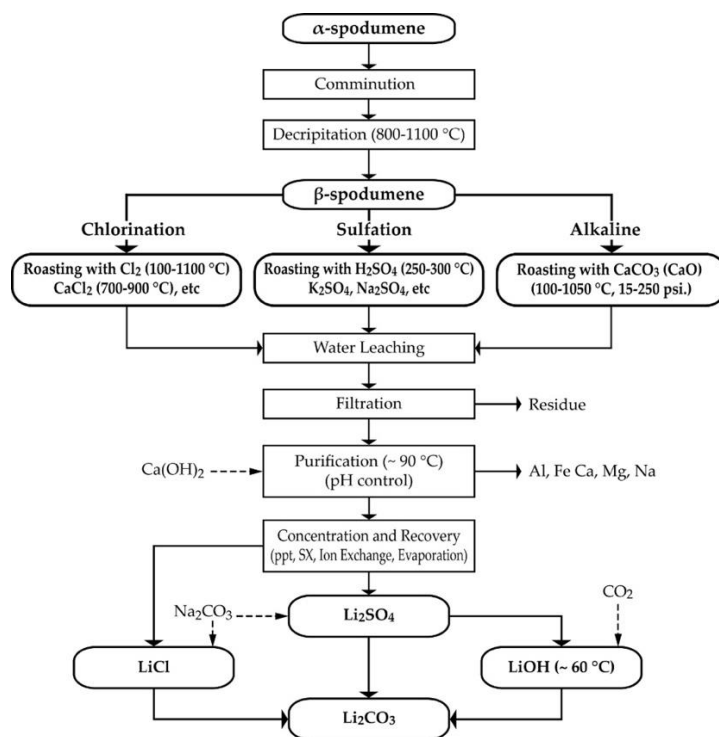 α-spodumene
Comminution
Decripitation (800-1100 °C)
β-spodumene
Chlorination
Sulfation
Alkaline
Roasting with Cl₂ (100-1100 °C)
CaCl₂ (700-900 °C), etc
Roasting with H₂SO₄ (250-300 °C)
K₂SO₄, Na₂SO₄, etc
Roasting with CaCO₃ (CaO)
(100-1050 °C, 15-250 psi.)
Water Leaching
Filtration
Residue
Ca(OH)₂
Purification (~ 90 °C)
(pH control)
Al, Fe Ca, Mg, Na
Concentration and Recovery
(ppt, SX, Ion Exchange, Evaporation)
Na₂CO₃
Li₂SO₄
CO₂
LiCl
LiOH (~ 60 °C)
Li₂CO₃